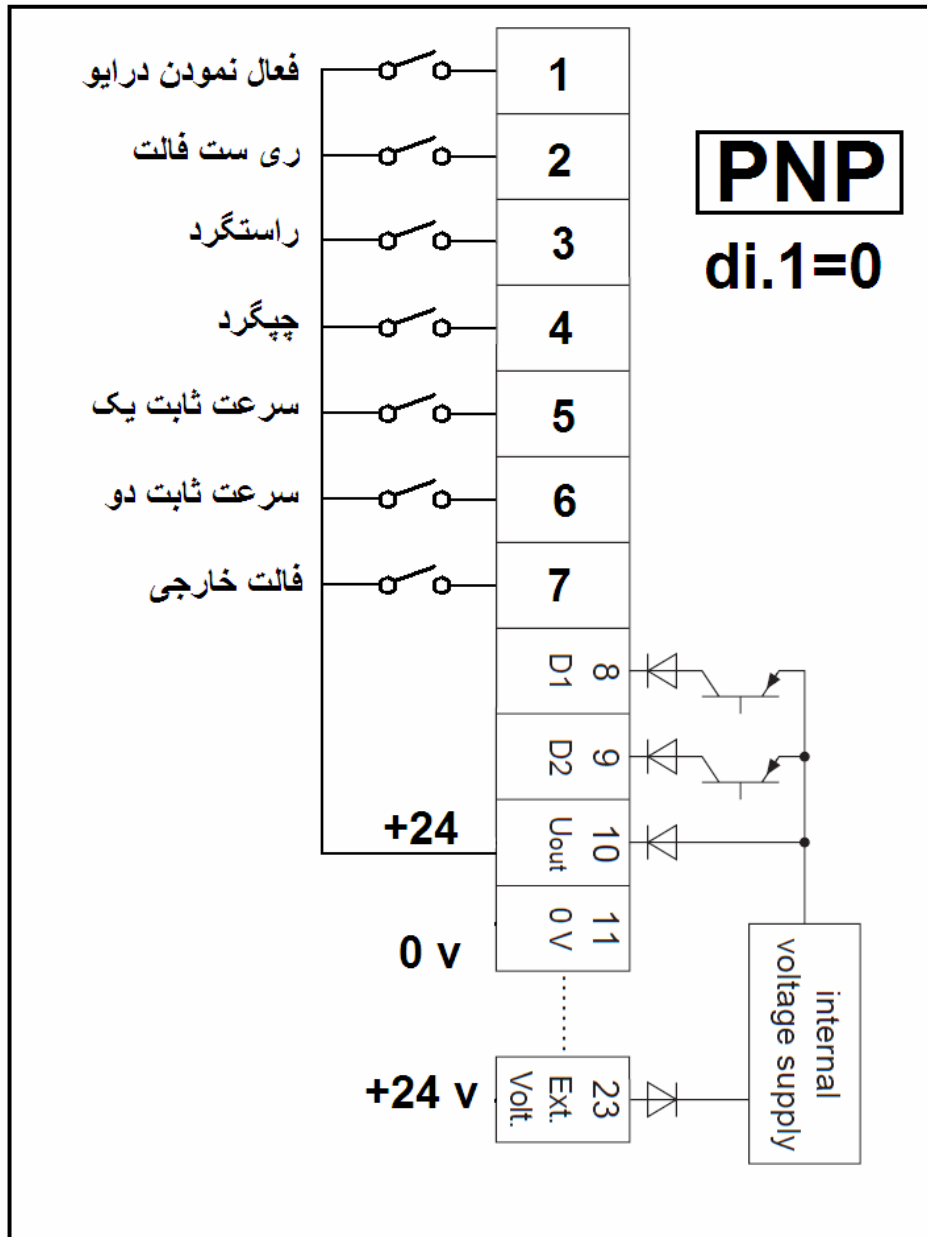 فعال نمودن درایو
1
ری ست فالت
2
PNP
راستگرد
3
di.1=0
چپگرد
4
سرعت ثابت یک
5
سرعت ثابت دو
6
فالت خارجی
7
8
D1
9
D2
+24
10
Uout
11
0 V
0 v
internal
voltage supply
+24 v
23
Ext.
Volt.